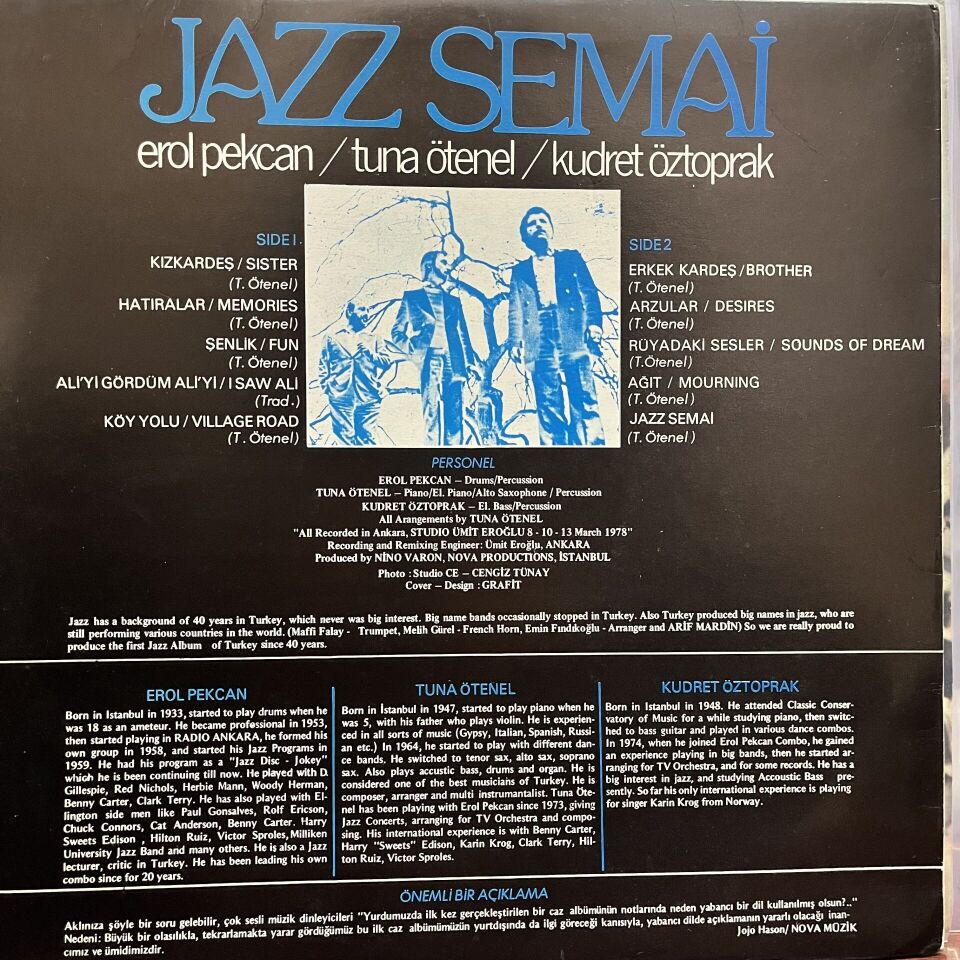 JAZZ SEMAİ
erol pekcan / tuna ötenel / kudret öztoprak
SIDE I
KIZKARDEŞ / SISTER
(T. Ötenel)
HATIRALAR / MEMORIES
(T. Ötenel)
ŞENLİK / FUN
(T. Ötenel)
ALİ'Yİ GÖRDÜM ALİ'Yİ / I SAW ALI
(Trad.)
KÖY YOLU / VILLAGE ROAD
(T. Ötenel)
SIDE 2
ERKEK KARDEŞ / BROTHER
(T. Ötenel)
ARZULAR / DESIRES
(T. Ötenel)
RÜYADAKİ SESLER / SOUNDS OF DREAM
(T.Ötenel)
AĞIT / MOURNING
(T. Ötenel)
JAZZ SEMAİ
(T. Ötenel)
PERSONEL
EROL PEKCAN – Drums/Percussion
TUNA ÖTENEL – Piano/El. Piano/Alto Saxophone / Percussion
KUDRET ÖZTOPRAK – El. Bass/Percussion
All Arangements by TUNA ÖTENEL
"All Recorded in Ankara, STUDIO ÜMİT EROĞLU 8 - 10 - 13 March 1978"
Recording and Remixing Engineer: Ümit Eroğlu, ANKARA
Produced by NİNO VARON, NOVA PRODUCTIONS, İSTANBUL
Photo : Studio CE – CENGİZ TÜNAY
Cover – Design : GRAFİT
Jazz has a background of 40 years in Turkey, which never was big interest. Big name bands occasionally stopped in Turkey. Also Turkey produced big names in jazz, who are
still performing various countries in the world. (Maffi Falay - Trumpet, Melih Gürel - French Horn, Emin Fındıkoğlu - Arranger and ARİF MARDİN) So we are really proud to
produce the first Jazz Album of Turkey since 40 years.
EROL PEKCAN
Born in Istanbul in 1933, started to play drums when he
was 18 as an ameteur. He became professional in 1953,
then started playing in RADIO ANKARA, he formed his
own group in 1958, and started his Jazz Programs in
1959. He had his program as a "Jazz Disc - Jokey"
which he is been continuing till now. He played with D.
Gillespie, Red Nichols, Herbie Mann, Woody Herman,
Benny Carter, Clark Terry. He has also played with El-
lington side men like Paul Gonsalves, Rolf Ericson,
Chuck Connors, Cat Anderson, Benny Carter. Harry
Sweets Edison , Hilton Ruiz, Victor Sproles, Milliken
University Jazz Band and many others. He is also a Jazz
lecturer, critic in Turkey. He has been leading his own
combo since for 20 years.
TUNA ÖTENEL
Born in İstanbul in 1947, started to play piano when he
was 5, with his father who plays violin. He is experien-
ced in all sorts of music (Gypsy, Italian, Spanish, Russi-
an etc.) In 1964, he started to play with different dan-
ce bands. He switched to tenor sax, alto sax, soprano
sax. Also plays accustic bass, drums and organ. He is
considered one of the best musicians of Turkey. He is
composer, arranger and multi instrumantalist. Tuna Öte-
nel has been playing with Erol Pekcan since 1973, giving
Jazz Concerts, arranging for TV Orchestra and compo-
sing. His international experience is with Benny Carter,
Harry "Sweets" Edison, Karin Krog, Clark Terry, Hil-
ton Ruiz, Victor Sproles.
KUDRET ÖZTOPRAK
Born in Istanbul in 1948. He attended Classic Conser-
vatory of Music for a while studying piano, then switc-
hed to bass guitar and played in various dance combos.
In 1974, when he joined Erol Pekcan Combo, he gained
an experience playing in big bands, then he started ar-
ranging for TV Orchestra, and for some records. He has a
big interest in jazz, and studying Accoustic Bass pre-
sently. So far his only international experience is playing
for singer Karin Krog from Norway.
ÖNEMLİ BİR AÇIKLAMA
Aklınıza şöyle bir soru gelebilir, çok sesli müzik dinleyicileri "Yurdumuzda ilk kez gerçekleştirilen bir caz albümünün notlarında neden yabancı bir dil kullanılmış olsun?.."
Nedeni: Büyük bir olasılıkla, tekrarlamakta yarar gördüğümüz bu ilk caz albümümüzün yurtdışında da ilgi göreceği kanısıyla, yabancı dilde açıklamanın yararlı olacağı inan-
cımız ve ümidimizdir.
Jojo Hason/ NOVA MÜZİK